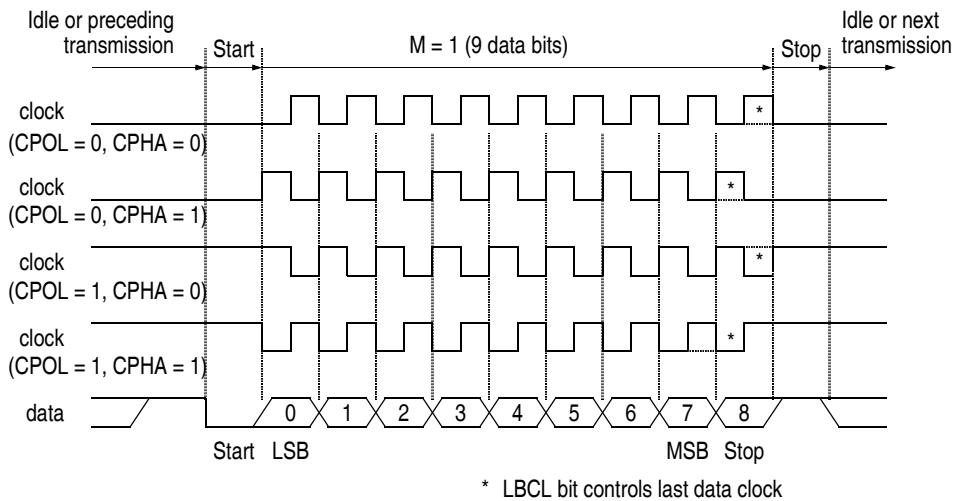 Idle or preceding
transmission
Start
M = 1 (9 data bits)
Stop
Idle or next
transmission
clock
(CPOL = 0, CPHA = 0)
*
clock
(CPOL = 0, CPHA = 1)
*
clock
(CPOL = 1, CPHA = 0)
*
clock
(CPOL = 1, CPHA = 1)
*
data
0 1 2 3 4 5 6 7 8
Start LSB MSB Stop
* LBCL bit controls last data clock